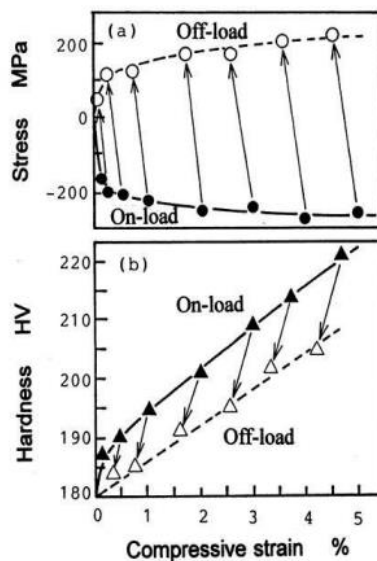 (a)
Off-load
200
0
-200
Stress MPa
On-load
(b)
220
On-load
210
200
190
Off-load
180
Hardness HV
0 1 2 3 4 5
Compressive strain %